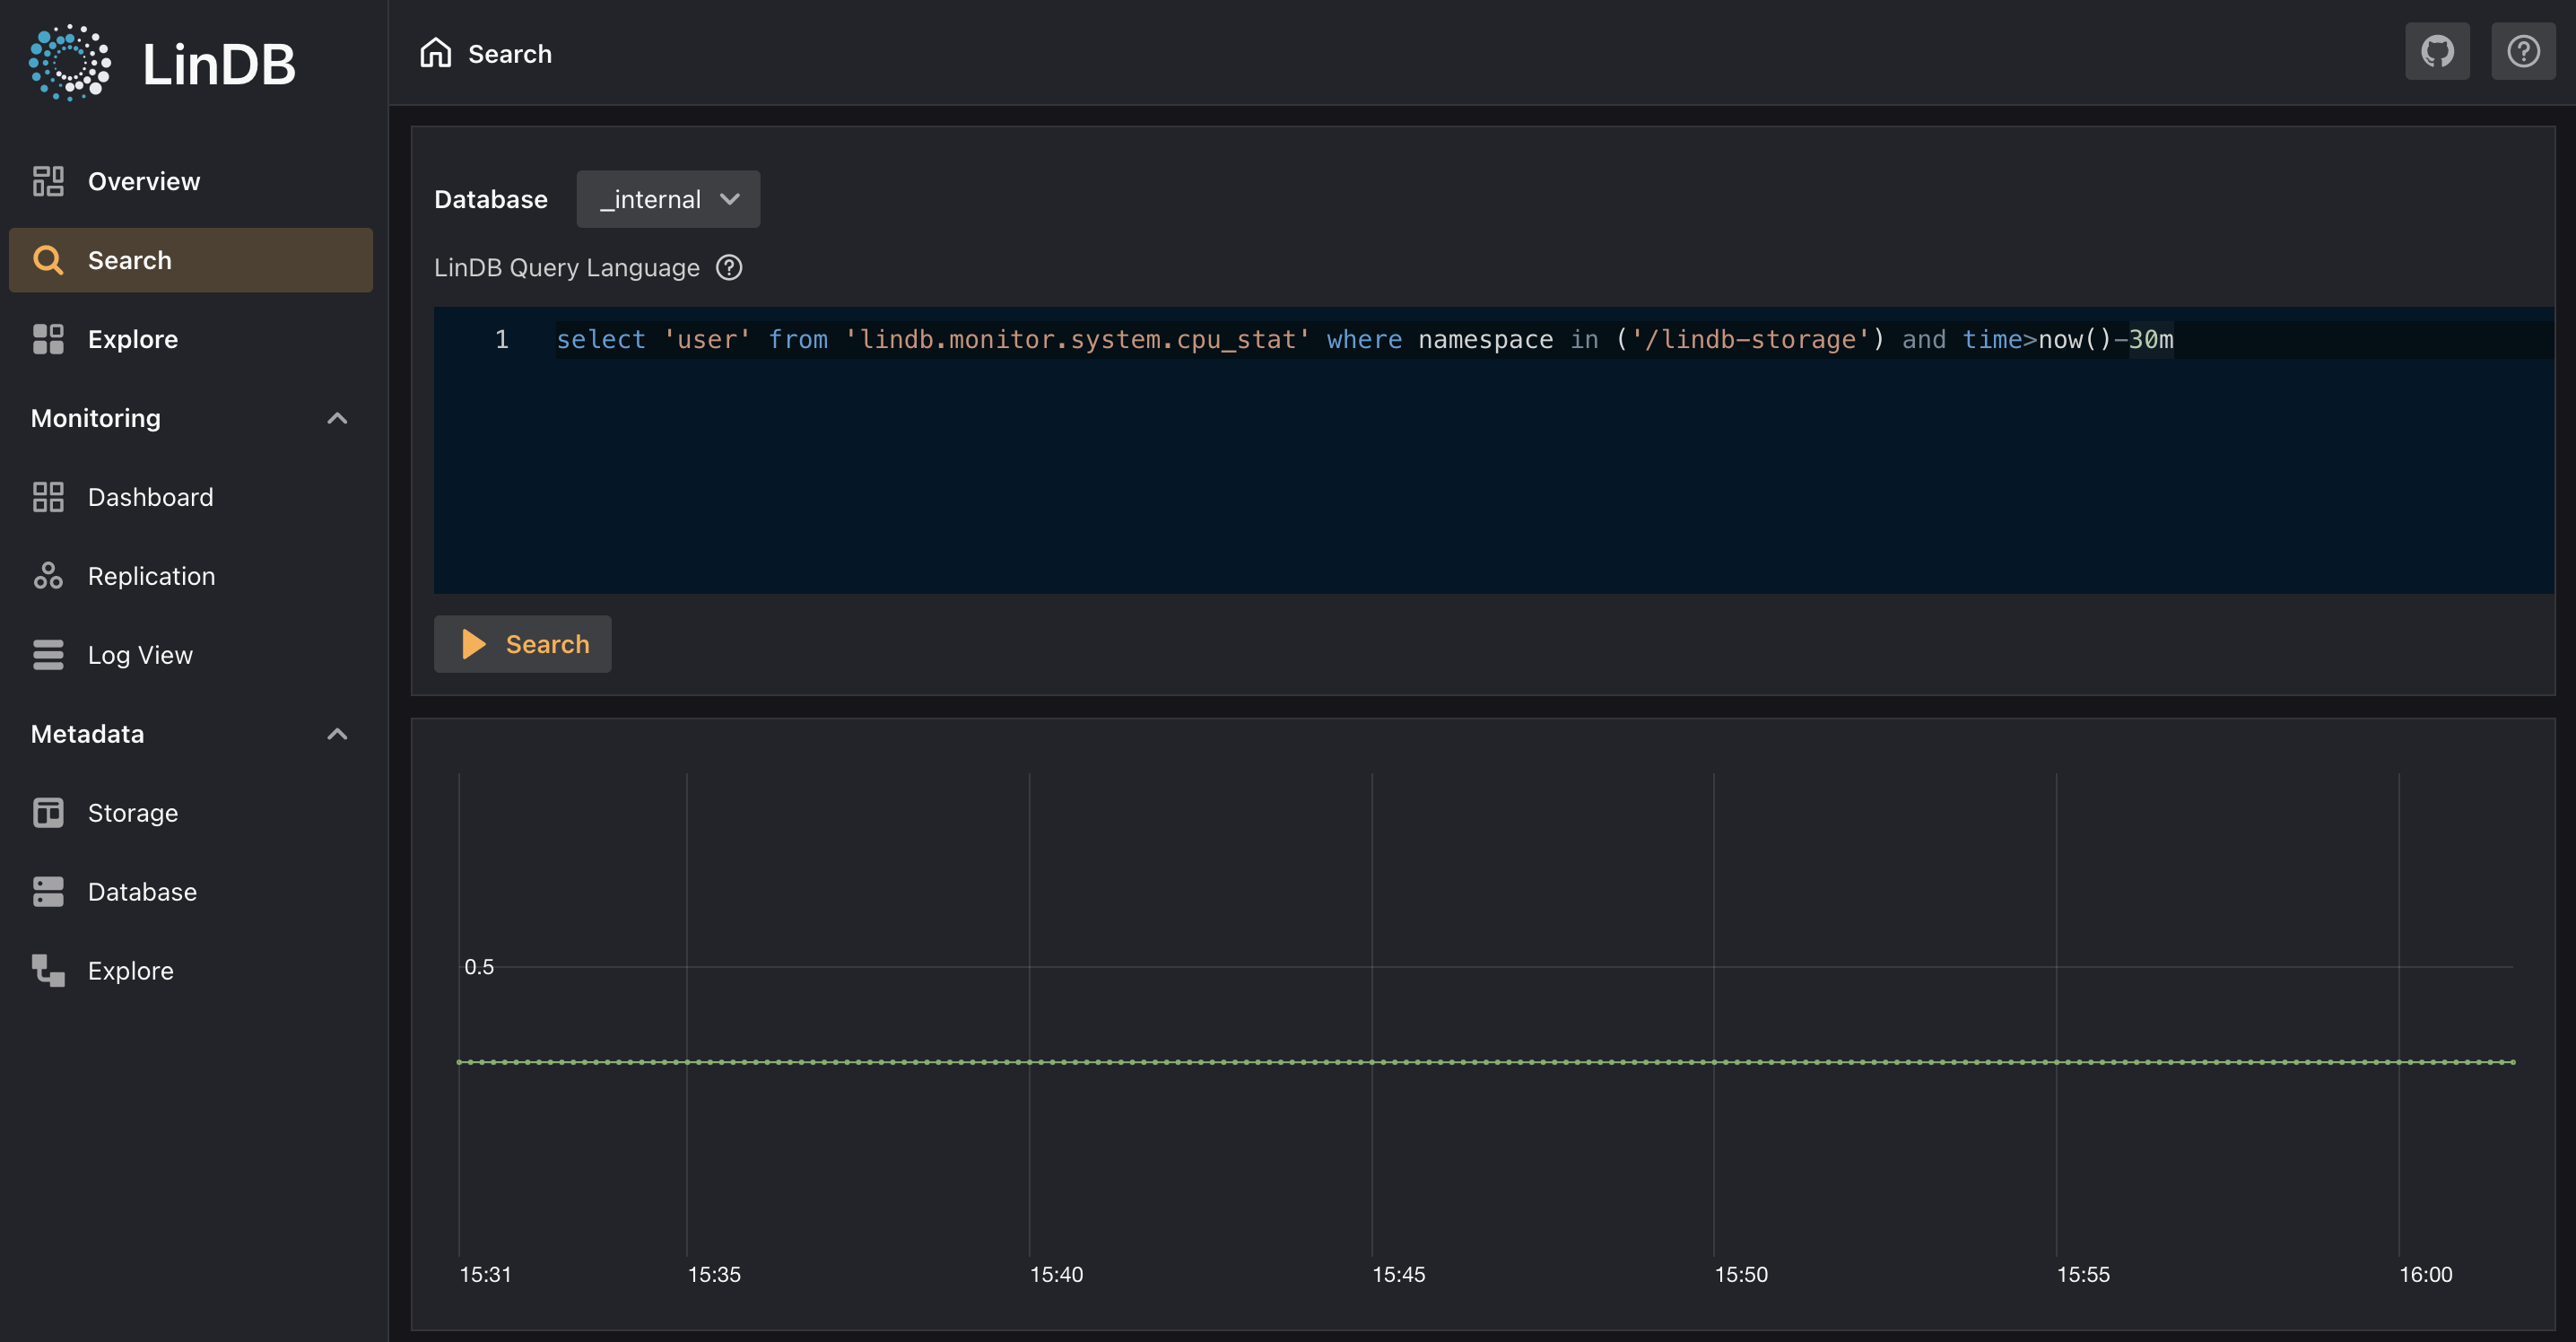 LinDB
Overview
Search
Explore
Monitoring
Dashboard
Replication
Log View
Metadata
Storage
Database
Explore
Search
Database _internal
LinDB Query Language
1 select 'user' from 'lindb.monitor.system.cpu_stat' where namespace in ('/lindb-storage') and time>now()-30m
Search
0.5
15:31 15:35 15:40 15:45 15:50 15:55 16:00